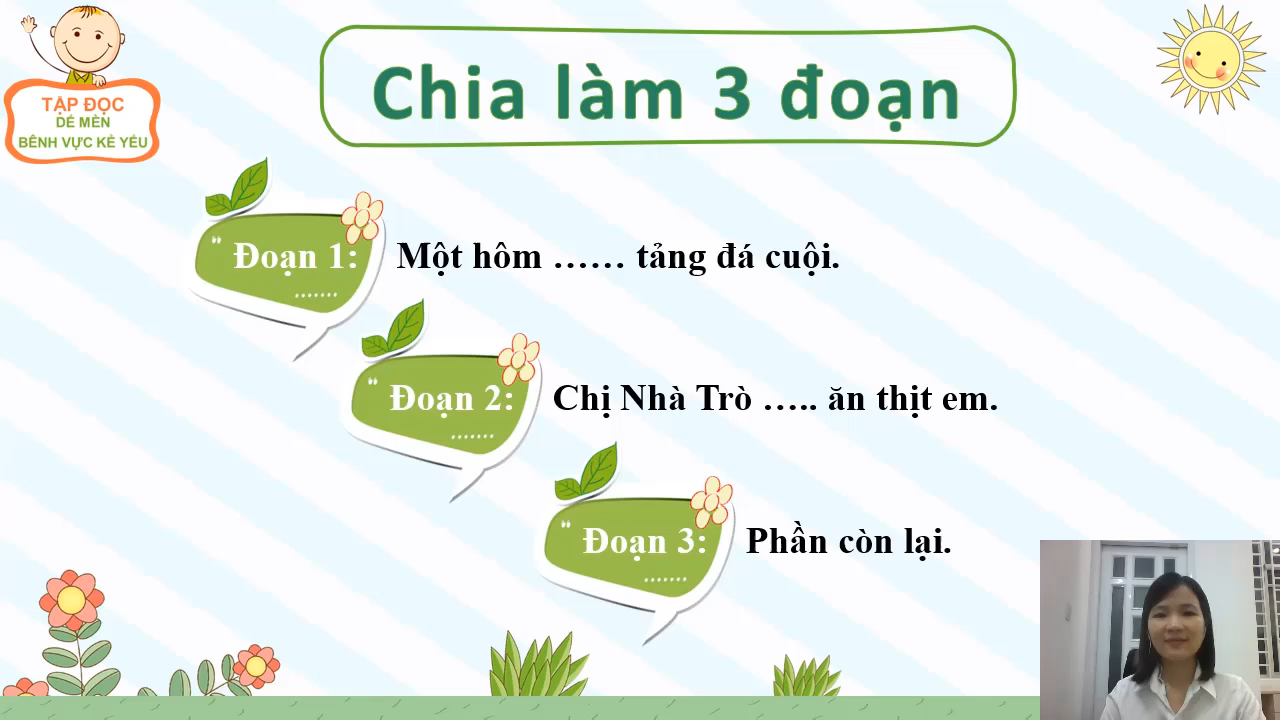 TẬP ĐỌC
DẾ MÈN
BÊNH VỰC KẺ YẾU
Chia làm 3 đoạn
" Đoạn 1: Một hôm …… tảng đá cuội.
.......
" Đoạn 2: Chị Nhà Trò ….. ăn thịt em.
.......
" Đoạn 3: Phần còn lại.
.......